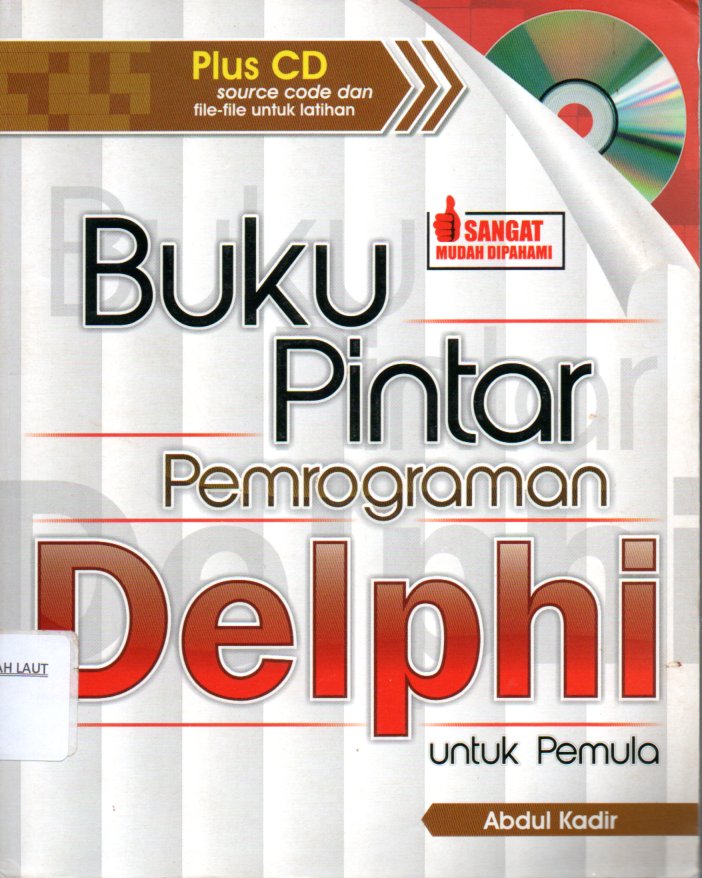 Plus CD
source code dan
file-file untuk latihan
SANGAT
MUDAH DIPAHAMI
Buku
Pintar
Pemrograman
Delphi
AH LAUT
untuk Pemula
Abdul Kadir